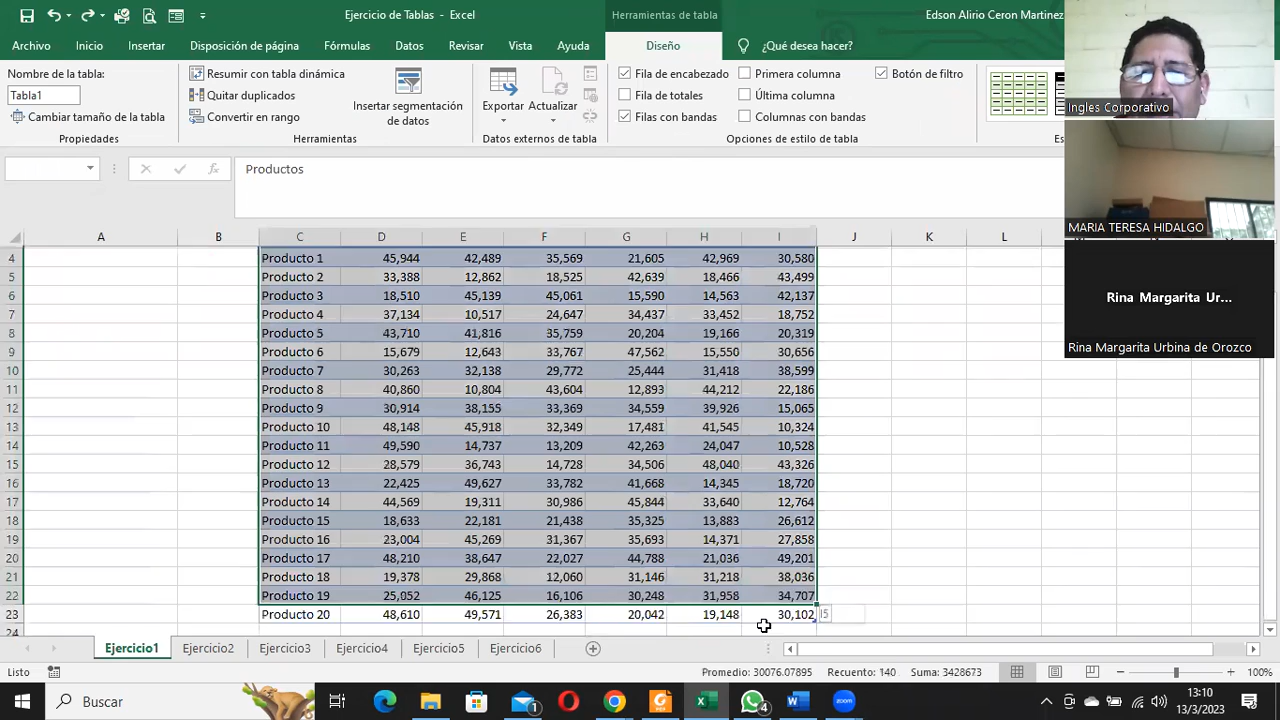 Ejercicio de Tablas - Excel
Herramientas de tabla
Edson Alirio Ceron Martinez
Archivo Inicio Insertar Disposición de página Fórmulas Datos Revisar Vista Ayuda Diseño ¿Qué desea hacer?
Nombre de la tabla:
Tabla1
Cambiar tamaño de la tabla
Propiedades
Resumir con tabla dinámica
Quitar duplicados
Convertir en rango
Insertar segmentación
de datos
Herramientas
Exportar Actualizar
Datos externos de tabla
Fila de encabezado Primera columna Botón de filtro
Fila de totales Última columna
Filas con bandas Columnas con bandas
Opciones de estilo de tabla
Es
Ingles Corporativo
MARIA TERESA HIDALGO
Rina Margarita Ur...
Rina Margarita Urbina de Orozco
fx Productos
A B C D E F G H I J K L
4 Producto 1 45,944 42,489 35,569 21,605 42,969 30,580
5 Producto 2 33,388 12,862 18,525 42,639 18,466 43,499
6 Producto 3 18,510 45,139 45,061 15,590 14,563 42,137
7 Producto 4 37,134 10,517 24,647 34,437 33,452 18,752
8 Producto 5 43,710 41,816 35,759 20,204 19,166 20,319
9 Producto 6 15,679 12,643 33,767 47,562 15,550 30,656
10 Producto 7 30,263 32,138 29,772 25,444 31,418 38,599
11 Producto 8 40,860 10,804 43,604 12,893 44,212 22,186
12 Producto 9 30,914 38,155 33,369 34,559 39,926 15,065
13 Producto 10 48,148 45,918 32,349 17,481 41,545 10,324
14 Producto 11 49,590 14,737 13,209 42,263 24,047 10,528
15 Producto 12 28,579 36,743 14,728 34,506 48,040 43,326
16 Producto 13 22,425 49,627 33,782 41,668 14,345 18,720
17 Producto 14 44,569 19,311 30,986 45,844 33,640 12,764
18 Producto 15 18,633 22,181 21,438 35,325 13,883 26,612
19 Producto 16 23,004 45,269 31,367 35,693 14,371 27,858
20 Producto 17 48,210 38,647 22,027 44,788 21,036 49,201
21 Producto 18 19,378 29,868 12,060 31,146 31,218 38,036
22 Producto 19 25,052 46,125 16,106 30,248 31,958 34,707
23 Producto 20 48,610 49,571 26,383 20,042 19,148 30,102
24
Ejercicio1 Ejercicio2 Ejercicio3 Ejercicio4 Ejercicio5 Ejercicio6
Listo
Promedio: 30076.07895 Recuento: 140 Suma: 3428673
100%
Buscar
1
4
13:10
13/3/2023